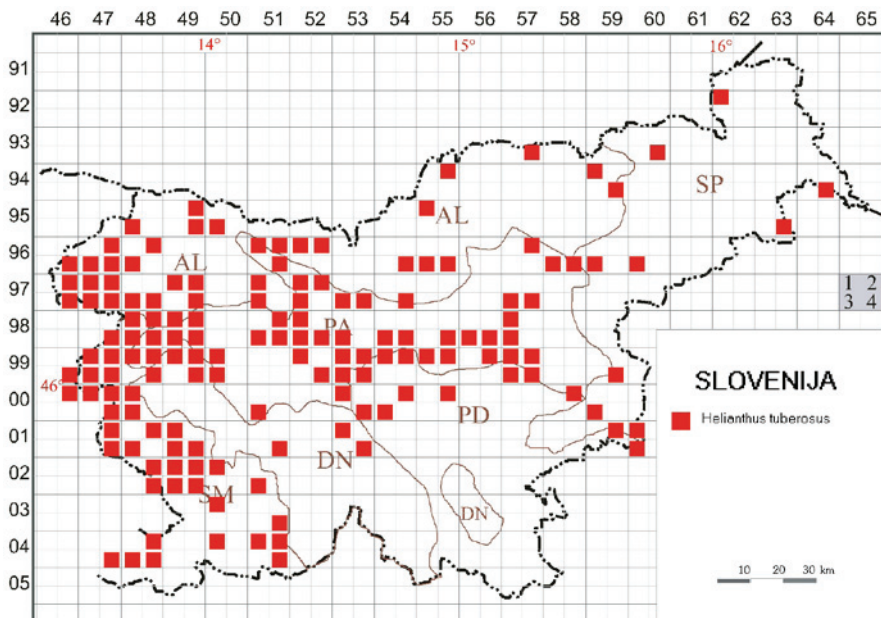 46 47 48 49 50 51 52 53 54 55 56 57 58 59 60 62 63 64 65
14° 15° 16°
91
92
93
94
SP
95
AL
96
AL
97
1 2
3 4
98
PA
99
46°
SLOVENIJA
00
Helianthus tuberosus
PD
01
DN
02
SM
03
DN
04
10 20 30 km
05